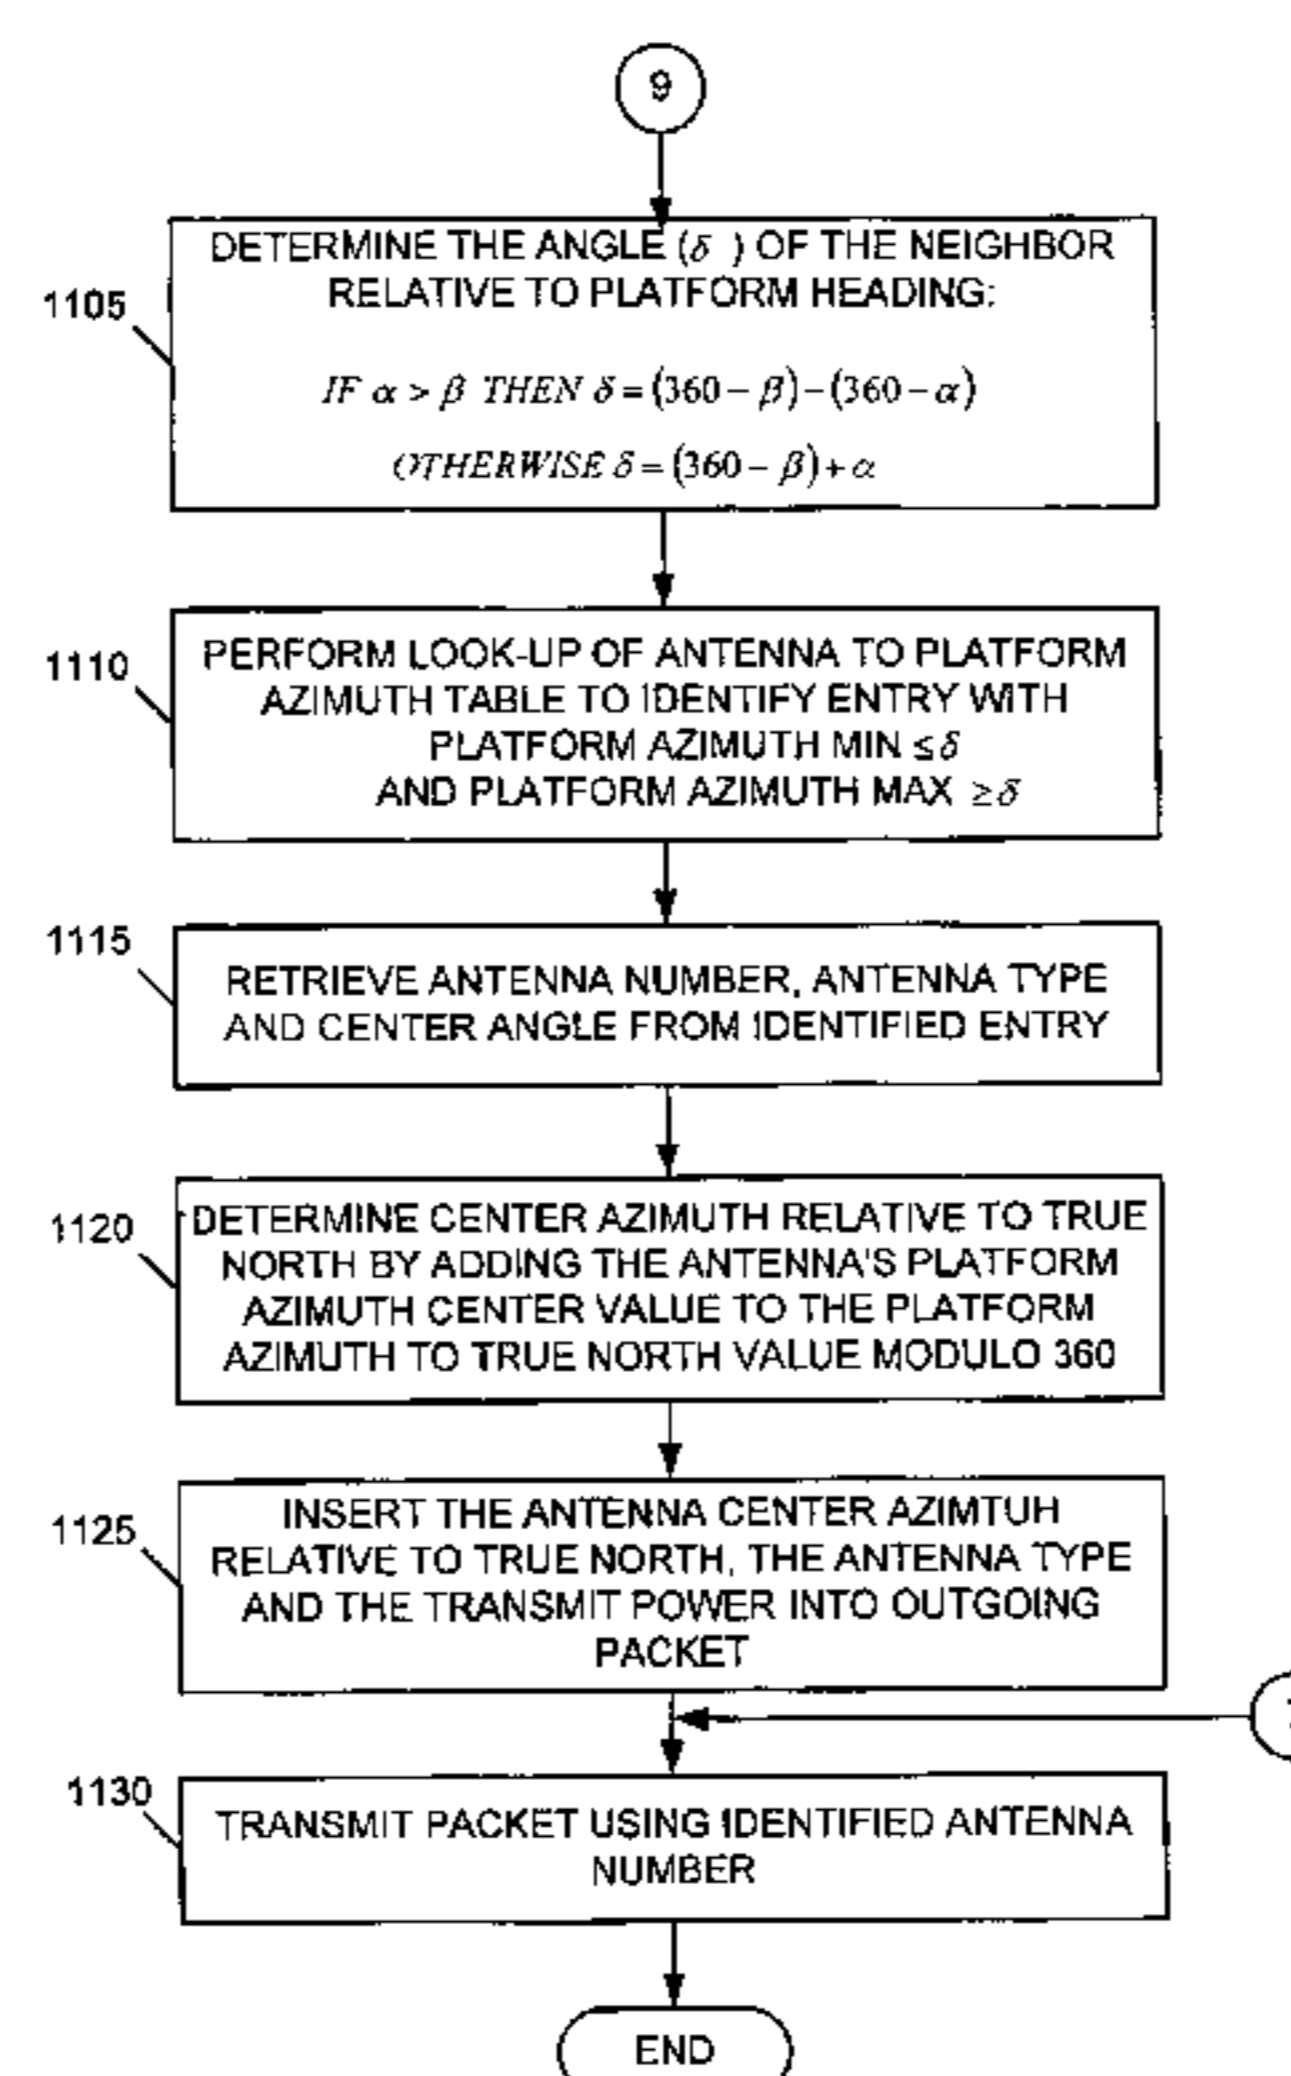 9
1105
DETERMINE THE ANGLE (δ ) OF THE NEIGHBOR
RELATIVE TO PLATFORM HEADING:
IF α > β THEN δ = (360 – β) – (360 – α)
OTHERWISE δ = (360 – β) + α
1110
PERFORM LOOK-UP OF ANTENNA TO PLATFORM
AZIMUTH TABLE TO IDENTIFY ENTRY WITH
PLATFORM AZIMUTH MIN ≤ δ
AND PLATFORM AZIMUTH MAX ≥ δ
1115
RETRIEVE ANTENNA NUMBER, ANTENNA TYPE
AND CENTER ANGLE FROM IDENTIFIED ENTRY
1120
DETERMINE CENTER AZIMUTH RELATIVE TO TRUE
NORTH BY ADDING THE ANTENNA'S PLATFORM
AZIMUTH CENTER VALUE TO THE PLATFORM
AZIMUTH TO TRUE NORTH VALUE MODULO 360
1125
INSERT THE ANTENNA CENTER AZIMTUH
RELATIVE TO TRUE NORTH, THE ANTENNA TYPE
AND THE TRANSMIT POWER INTO OUTGOING
PACKET
1130
TRANSMIT PACKET USING IDENTIFIED ANTENNA
NUMBER
END